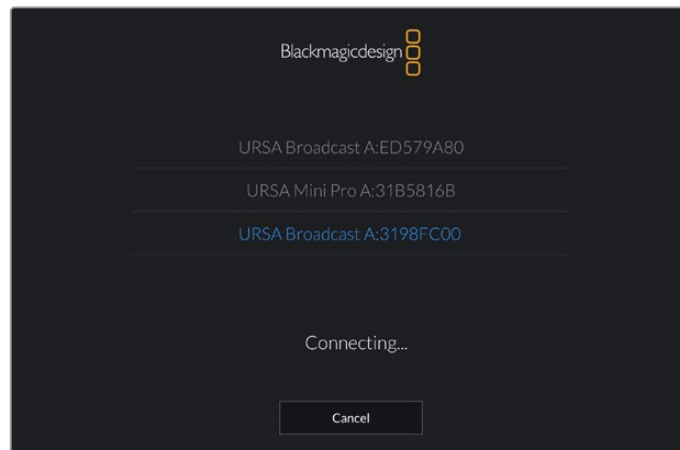 Blackmagicdesign
URSA Broadcast A:ED579A80
URSA Mini Pro A:31B5816B
URSA Broadcast A:3198FC00
Connecting...
Cancel